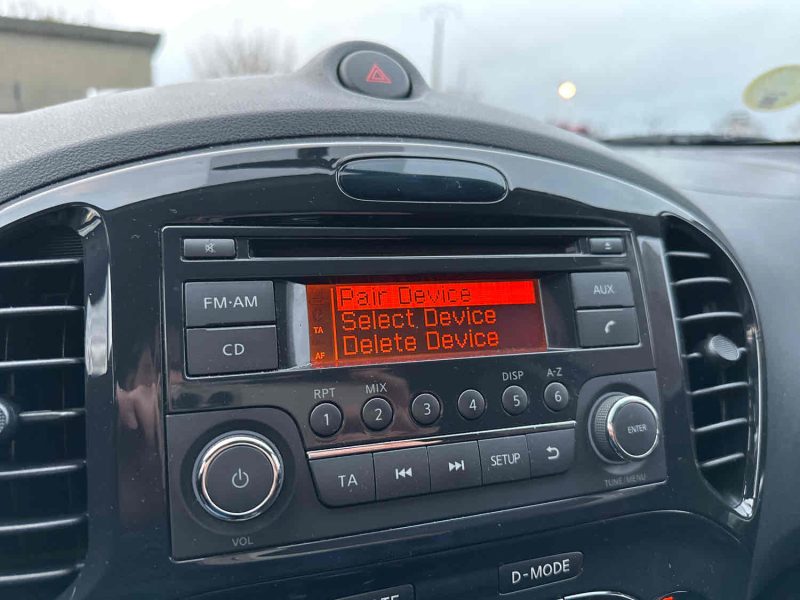 Pair Device
Select Device
Delete Device
TA
AF
FM·AM
CD
AUX
RPT
MIX
DISP
A-Z
1
2
3
4
5
6
TA
SETUP
ENTER
TUNE/MENU
VOL
D-MODE